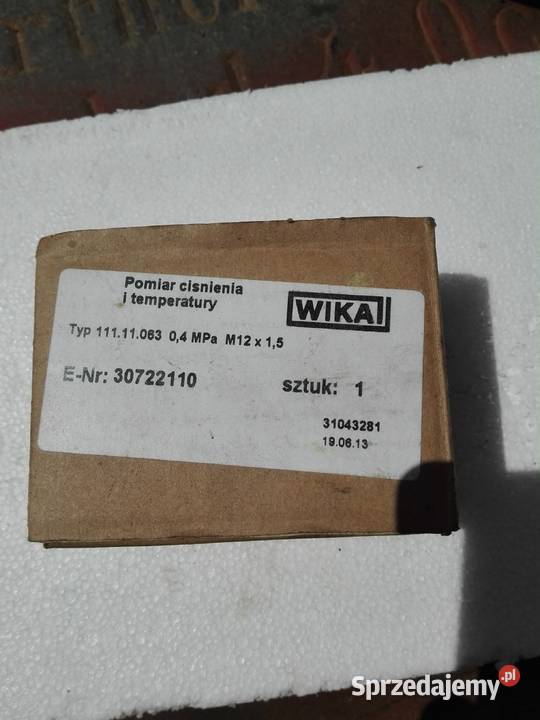 Pomiar cisnienia
i temperatury
WIKA
Typ 111.11.063 0,4 MPa M12 x 1,5
E-Nr: 30722110
sztuk: 1
31043281
19.06.13
Sprzedajemy.pl